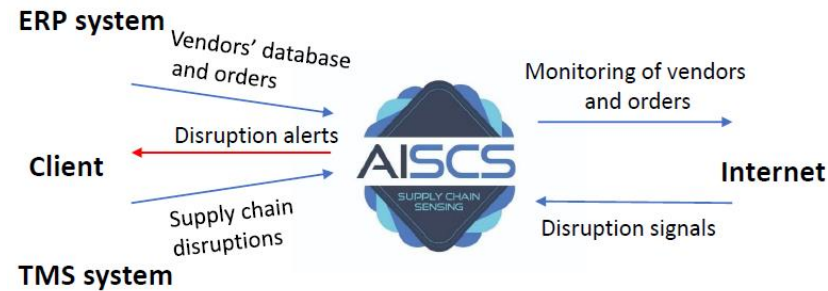 ERP system
Vendors' database
and orders
Disruption alerts
Client
Supply chain
disruptions
TMS system
AISCS
SUPPLY CHAIN
SENSING
Monitoring of vendors
and orders
Internet
Disruption signals